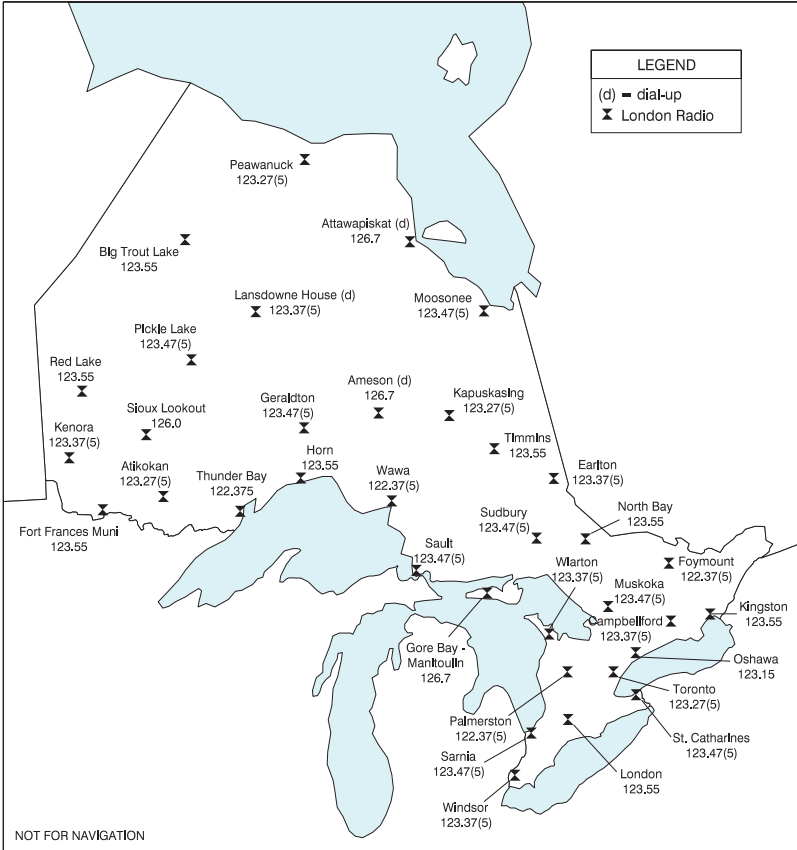 LEGEND
(d) = dial-up
London Radio
Peawanuck
123.27(5)
Attawapiskat (d)
126.7
Big Trout Lake
123.55
Lansdowne House (d)
123.37(5)
Moosonee
123.47(5)
Pickle Lake
123.47(5)
Red Lake
123.55
Ameson (d)
126.7
Kapuskasing
123.27(5)
Geraldton
123.47(5)
Sioux Lookout
126.0
Kenora
123.37(5)
Timmins
123.55
Horn
123.55
Earlton
123.37(5)
Atikokan
123.27(5)
Thunder Bay
122.375
Wawa
122.37(5)
Sudbury
123.47(5)
North Bay
123.55
Fort Frances Muni
123.55
Sault
123.47(5)
Wiarton
123.37(5)
Foymount
122.37(5)
Muskoka
123.47(5)
Kingston
123.55
Campbellford
123.37(5)
Gore Bay -
Manitoulin
126.7
Oshawa
123.15
Toronto
123.27(5)
Palmerston
122.37(5)
St. Catharines
123.47(5)
Sarnia
123.47(5)
London
123.55
Windsor
123.37(5)
NOT FOR NAVIGATION